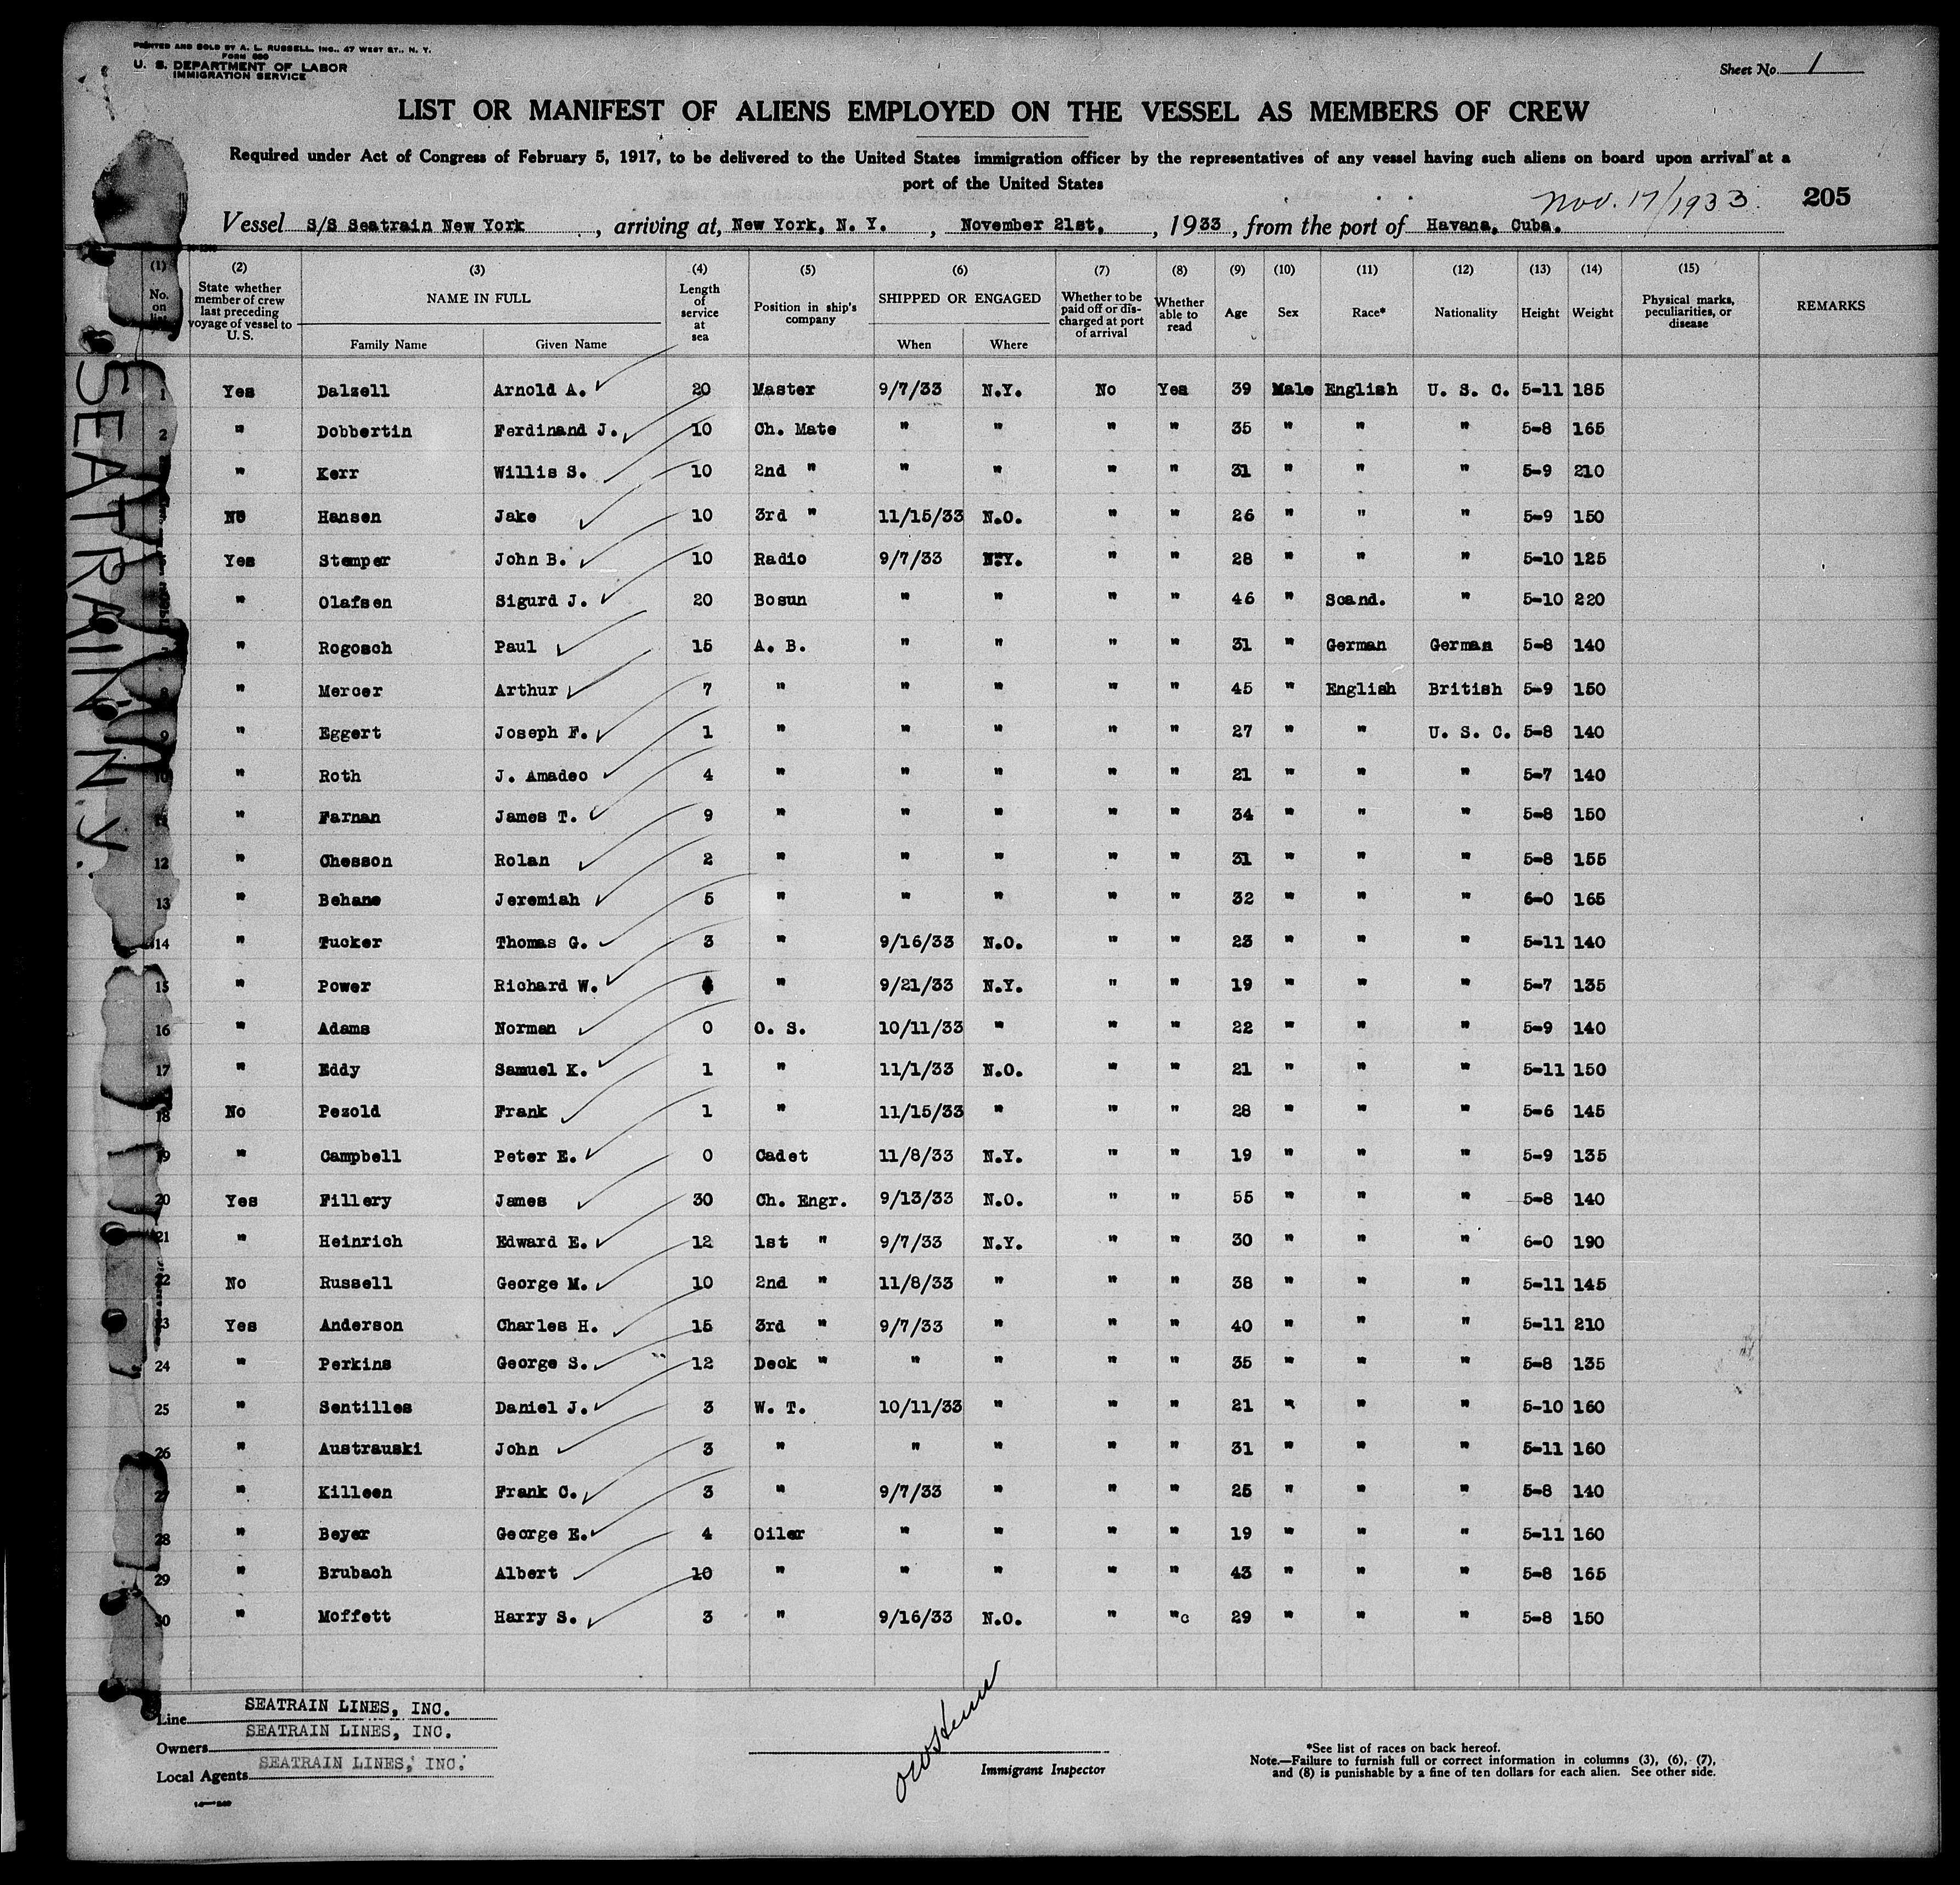 PRINTED AND SOLD BY A. L. RUSSELL, INC., 47 WEST ST., N. Y.
FORM 680
U. S. DEPARTMENT OF LABOR
IMMIGRATION SERVICE
Sheet No. 1
LIST OR MANIFEST OF ALIENS EMPLOYED ON THE VESSEL AS MEMBERS OF CREW
Required under Act of Congress of February 5, 1917, to be delivered to the United States immigration officer by the representatives of any vessel having such aliens on board upon arrival at a
port of the United States
Nov. 17/1933. 205
Vessel S/S Seatrain New York, arriving at, New York, N. Y., November 21st, , 1933, from the port of Havana, Cuba.
(1) (2) (3) (4) (5) (6) (7) (8) (9) (10) (11) (12) (13) (14) (15)
No. on list State whether member of crew last preceding voyage of vessel to U. S. NAME IN FULL Family Name Given Name Length of service at sea Position in ship's company SHIPPED OR ENGAGED When Where Whether to be paid off or discharged at port of arrival Whether able to read Age Sex Race* Nationality Height Weight Physical marks, peculiarities, or disease REMARKS
1 Yes Dalzell Arnold A. 20 Master 9/7/33 N.Y. No Yes 39 Male English U. S. C. 5-11 185
2 " Dobbertin Ferdinand J. 10 Ch. Mate " " " " 35 " " " 5-8 165
" Kerr Willis S. 10 2nd " " " " " 31 " " " 5-9 210
No Hansen Jake 10 3rd " 11/15/33 N.O. " " 26 " " " 5-9 150
Yes Stemper John B. 10 Radio 9/7/33 N.Y. " " 28 " " " 5-10 125
" Olafsen Sigurd J. 20 Bosun " " " " 46 " Scand. " 5-10 220
" Rogosch Paul 15 A. B. " " " " 31 " German German 5-8 140
8 " Mercer Arthur 7 " " " " " 45 " English British 5-9 150
9 " Eggert Joseph F. 1 " " " " " 27 " " U. S. C. 5-8 140
10 " Roth J. Amadeo 4 " " " " " 21 " " " 5-7 140
11 " Farnan James T. 9 " " " " " 34 " " " 5-8 150
12 " Chesson Rolan 2 " " " " " 31 " " " 5-8 155
13 " Behane Jeremiah 5 " " " " " 32 " " " 6-0 165
14 " Tucker Thomas G. 3 " 9/16/33 N.O. " " 23 " " " 5-11 140
15 " Power Richard W. " 9/21/33 N.Y. " " 19 " " " 5-7 135
16 " Adams Norman 0 O. S. 10/11/33 " " " 22 " " " 5-9 140
17 " Eddy Samuel K. 1 " 11/1/33 N.O. " " 21 " " " 5-11 150
18 No Pezold Frank 1 " 11/15/33 " " " 28 " " " 5-6 145
19 " Campbell Peter E. 0 Cadet 11/8/33 N.Y. " " 19 " " " 5-9 135
20 Yes Fillery James 30 Ch. Engr. 9/13/33 N.O. " " 55 " " " 5-8 140
21 " Heinrich Edward E. 12 1st " 9/7/33 N.Y. " " 30 " " " 6-0 190
22 No Russell George M. 10 2nd " 11/8/33 " " " 38 " " " 5-11 145
23 Yes Anderson Charles H. 15 3rd " 9/7/33 " " " 40 " " " 5-11 210
24 " Perkins George S. 12 Deck " " " " " 35 " " " 5-8 135
25 " Sentilles Daniel J. 3 W. T. 10/11/33 " " " 21 " " " 5-10 160
26 " Austrauski John 3 " " " " " 31 " " " 5-11 160
27 " Killeen Frank C. 3 " 9/7/33 " " " 25 " " " 5-8 140
28 " Beyer George E. 4 Oiler " " " " 19 " " " 5-11 160
29 " Brubach Albert 10 " " " " " 43 " " " 5-8 165
30 " Moffett Harry S. 3 " 9/16/33 N.O. " "c 29 " " " 5-8 150
SEATRAIN N.Y.
Line SEATRAIN LINES, INC.
Owners SEATRAIN LINES, INC.
Local Agents SEATRAIN LINES, INC.
Immigrant Inspector
*See list of races on back hereof.
Note.—Failure to furnish full or correct information in columns (3), (6), (7),
and (8) is punishable by a fine of ten dollars for each alien. See other side.